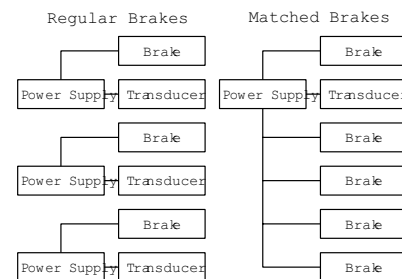 Regular Brakes
Matched Brakes
Brake
Power Supply
Transducer
Brake
Power Supply
Transducer
Brake
Power Supply
Transducer
Brake
Power Supply
Transducer
Brake
Brake
Brake
Brake